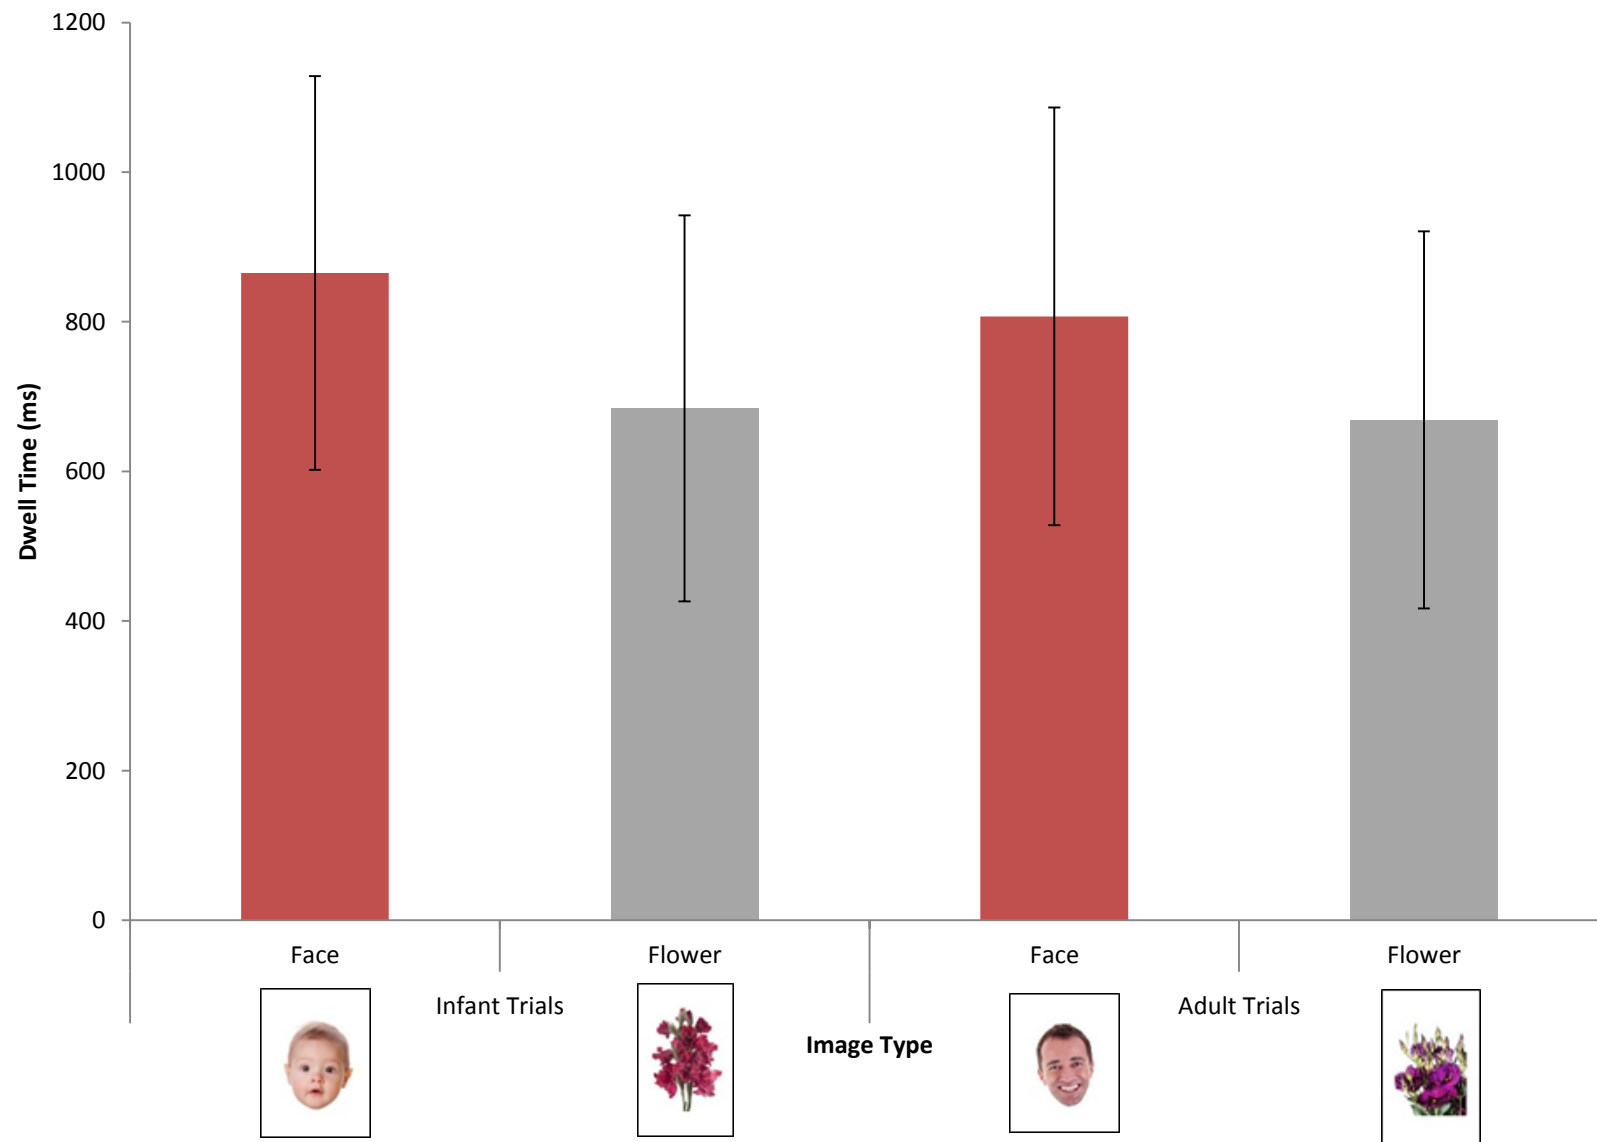 1200
1000
800
600
400
200
0
Dwell Time (ms)
Face
Flower
Face
Flower
Infant Trials
Adult Trials
Image Type